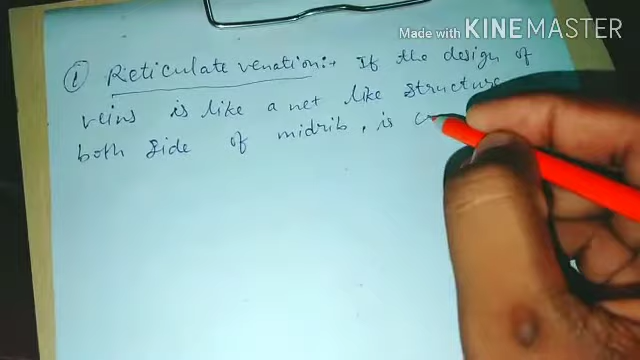 Made with KINEMASTER
① Reticulate venation:→ If the design of
veins is like a net like structure
both side of midrib, is